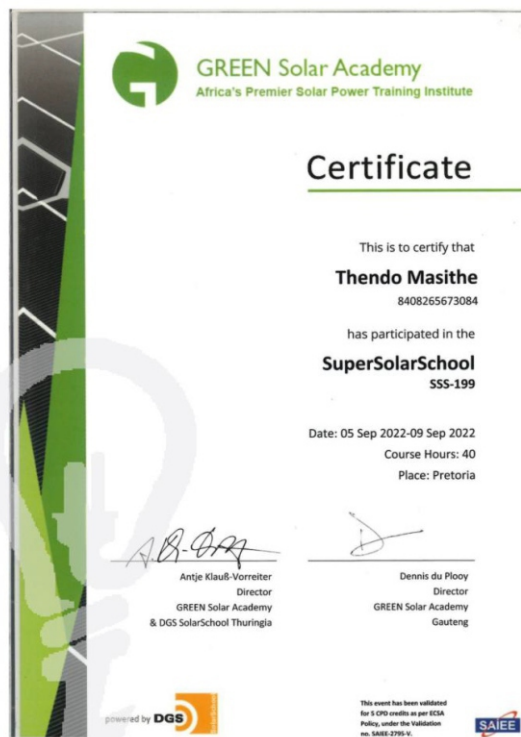 GREEN Solar Academy
Africa's Premier Solar Power Training Institute
Certificate
This is to certify that
Thendo Masithe
8408265673084
has participated in the
SuperSolarSchool
SSS-199
Date: 05 Sep 2022-09 Sep 2022
Course Hours: 40
Place: Pretoria
Antje Klauß-Vorreiter
Director
GREEN Solar Academy
& DGS SolarSchool Thuringia
Dennis du Plooy
Director
GREEN Solar Academy
Gauteng
powered by DGS
This event has been validated
for 5 CPD credits as per ECSA
Policy, under the Validation
no. SAIEE-2795-V.
SAIEE